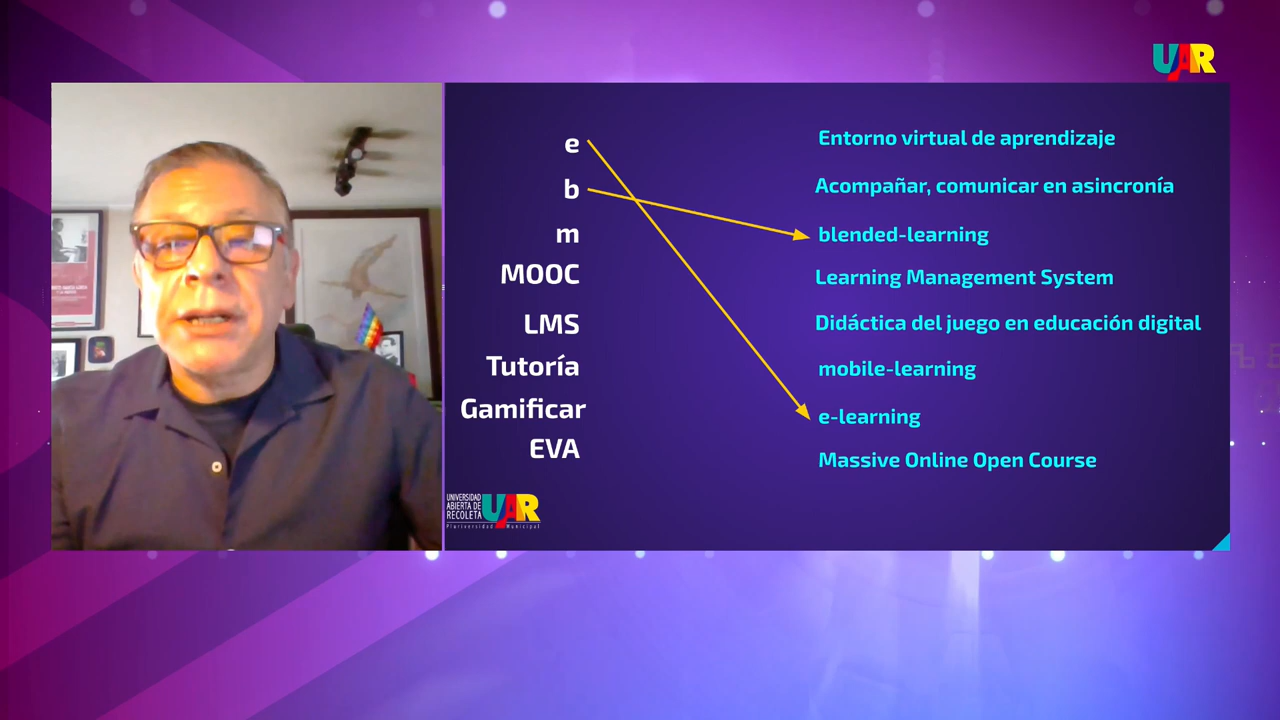 UAR
e
b
m
MOOC
LMS
Tutoría
Gamificar
EVA
Entorno virtual de aprendizaje
Acompañar, comunicar en asincronía
blended-learning
Learning Management System
Didáctica del juego en educación digital
mobile-learning
e-learning
Massive Online Open Course
UNIVERSIDAD
ABIERTA DE
RECOLETA
UAR
Pluriversidad Municipal